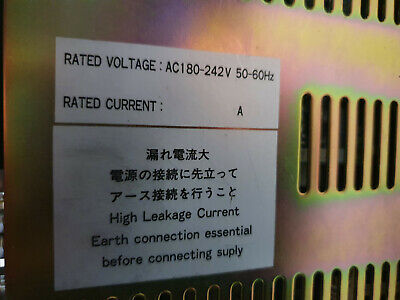 RATED VOLTAGE : AC180-242V 50-60Hz
RATED CURRENT : A
漏れ電流大
電源の接続に先立って
アース接続を行うこと
High Leakage Current
Earth connection essential
before connecting suply